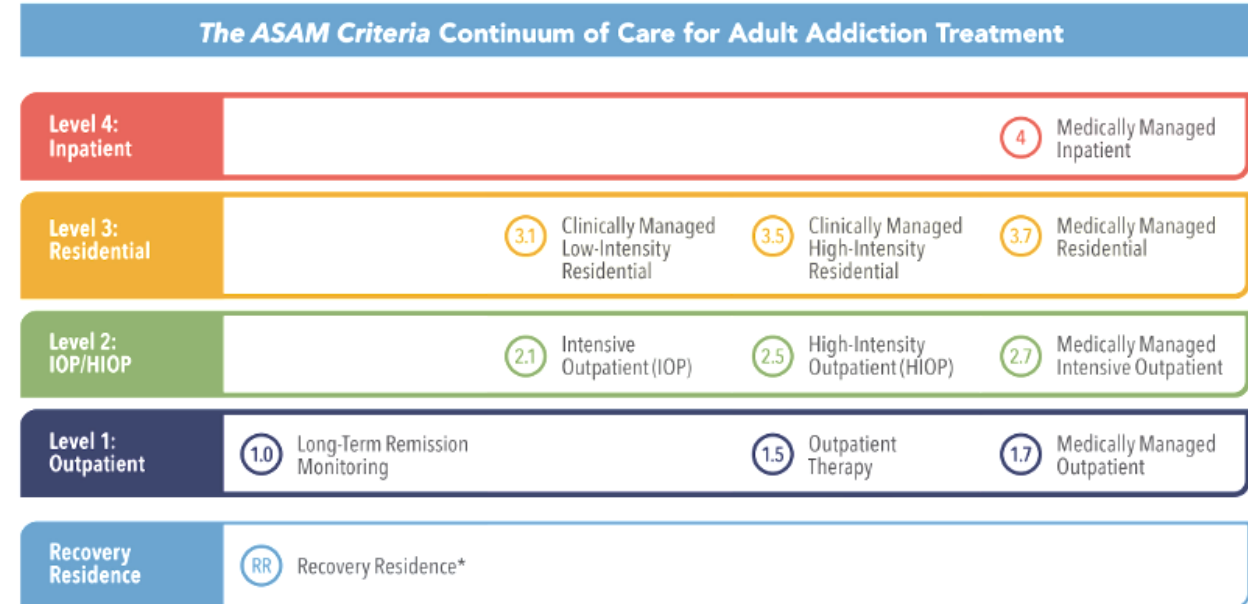 The ASAM Criteria Continuum of Care for Adult Addiction Treatment
Level 4:
Inpatient
4
Medically Managed
Inpatient
Level 3:
Residential
3.1
Clinically Managed
Low-Intensity
Residential
3.5
Clinically Managed
High-Intensity
Residential
3.7
Medically Managed
Residential
Level 2:
IOP/HIOP
2.1
Intensive
Outpatient (IOP)
2.5
High-Intensity
Outpatient (HIOP)
2.7
Medically Managed
Intensive Outpatient
Level 1:
Outpatient
1.0
Long-Term Remission
Monitoring
1.5
Outpatient
Therapy
1.7
Medically Managed
Outpatient
Recovery
Residence
RR
Recovery Residence*